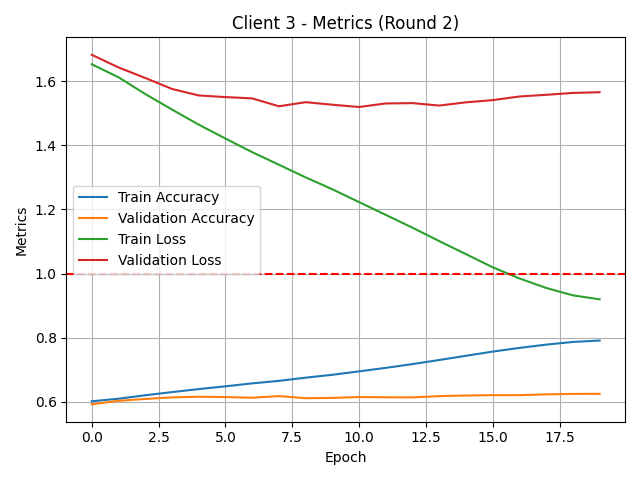 Client 3 - Metrics (Round 2)
Metrics
1.6
1.4
1.2
1.0
0.8
0.6
Train Accuracy
Validation Accuracy
Train Loss
Validation Loss
0.0 2.5 5.0 7.5 10.0 12.5 15.0 17.5
Epoch